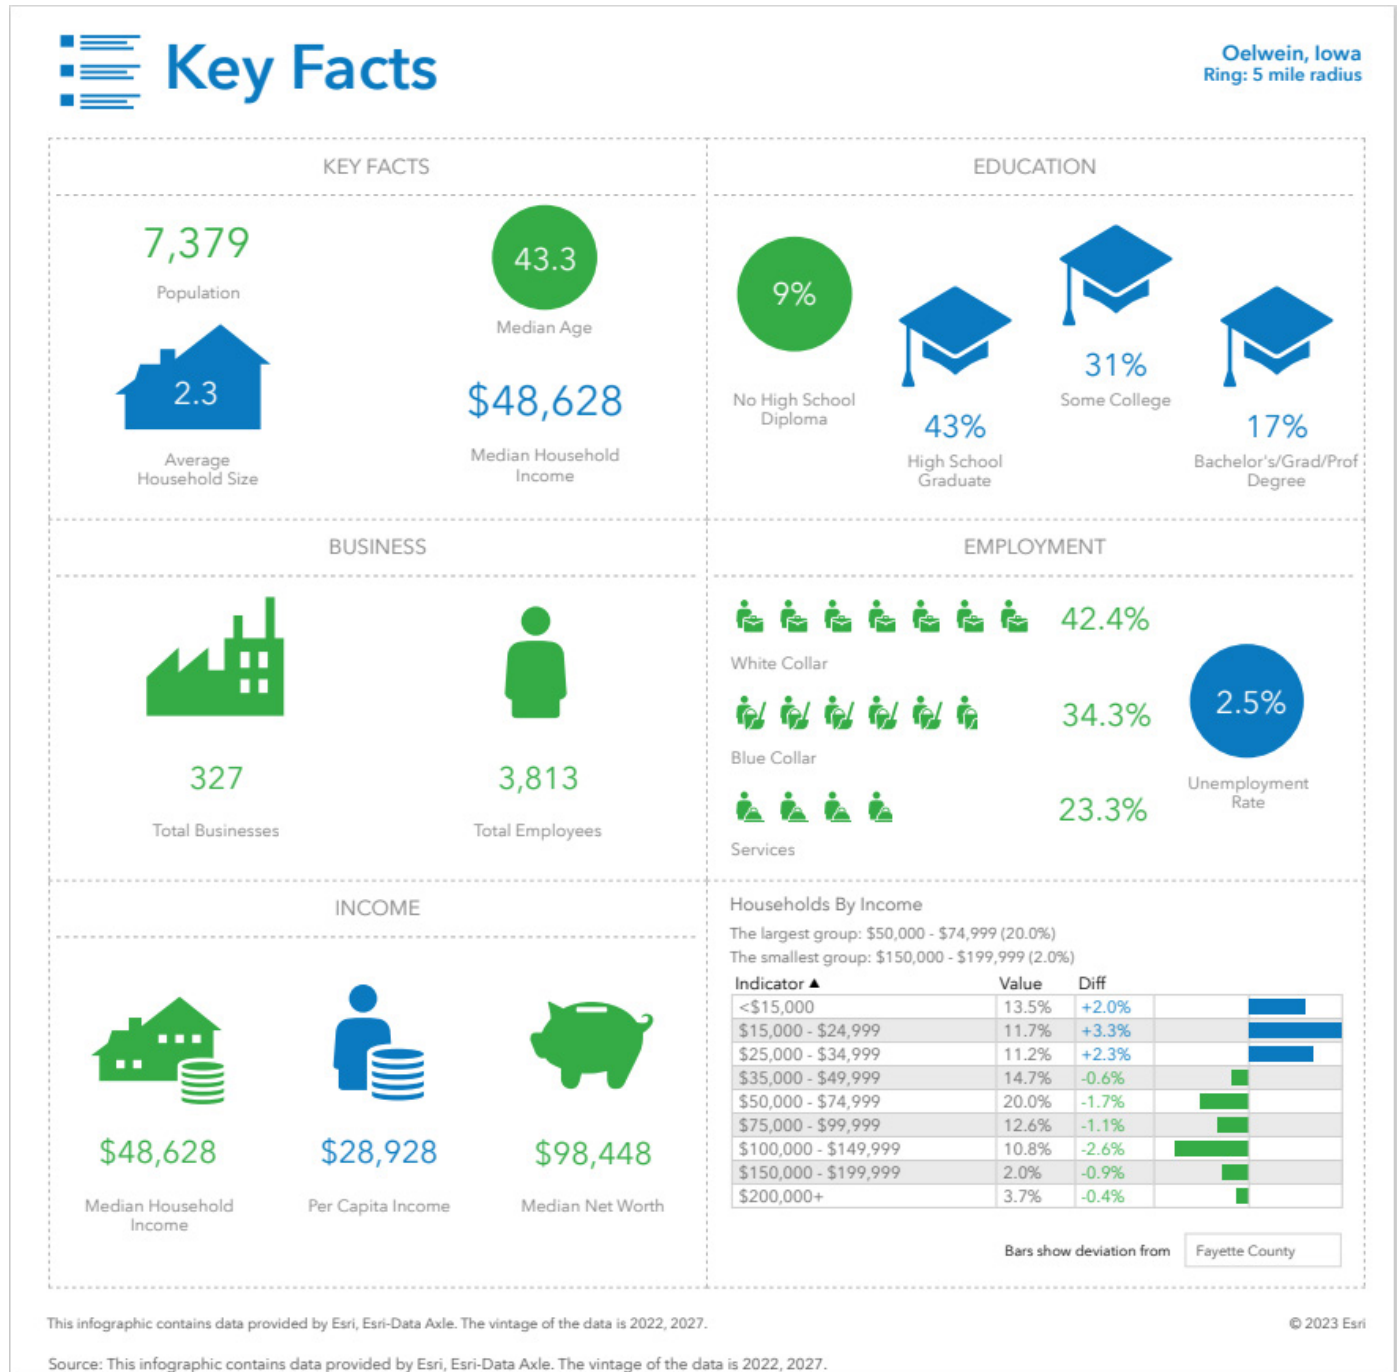 Key Facts
Oelwein, Iowa
Ring: 5 mile radius
KEY FACTS
7,379
Population
43.3
Median Age
2.3
Average
Household Size
$48,628
Median Household
Income
EDUCATION
9%
No High School
Diploma
43%
High School
Graduate
31%
Some College
17%
Bachelor's/Grad/Prof
Degree
BUSINESS
327
Total Businesses
3,813
Total Employees
EMPLOYMENT
42.4%
White Collar
34.3%
Blue Collar
23.3%
Services
2.5%
Unemployment
Rate
INCOME
$48,628
Median Household
Income
$28,928
Per Capita Income
$98,448
Median Net Worth
Households By Income
The largest group: $50,000 - $74,999 (20.0%)
The smallest group: $150,000 - $199,999 (2.0%)
Indicator ▲ Value Diff
<$15,000 13.5% +2.0%
$15,000 - $24,999 11.7% +3.3%
$25,000 - $34,999 11.2% +2.3%
$35,000 - $49,999 14.7% -0.6%
$50,000 - $74,999 20.0% -1.7%
$75,000 - $99,999 12.6% -1.1%
$100,000 - $149,999 10.8% -2.6%
$150,000 - $199,999 2.0% -0.9%
$200,000+ 3.7% -0.4%
Bars show deviation from Fayette County
This infographic contains data provided by Esri, Esri-Data Axle. The vintage of the data is 2022, 2027.
© 2023 Esri
Source: This infographic contains data provided by Esri, Esri-Data Axle. The vintage of the data is 2022, 2027.